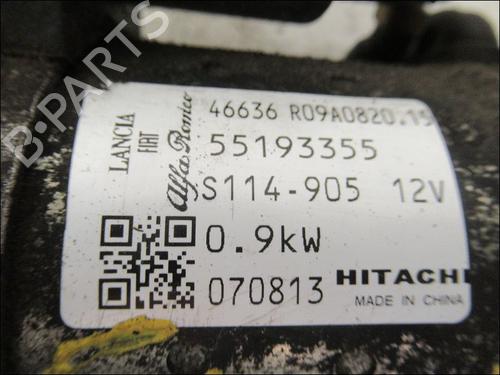 B-PARTS
LANCIA
FIAT
Alfa Romeo
46636 R09A0820.15
55193355
S114-905 12V
0.9kW
070813 HITACHI
MADE IN CHINA